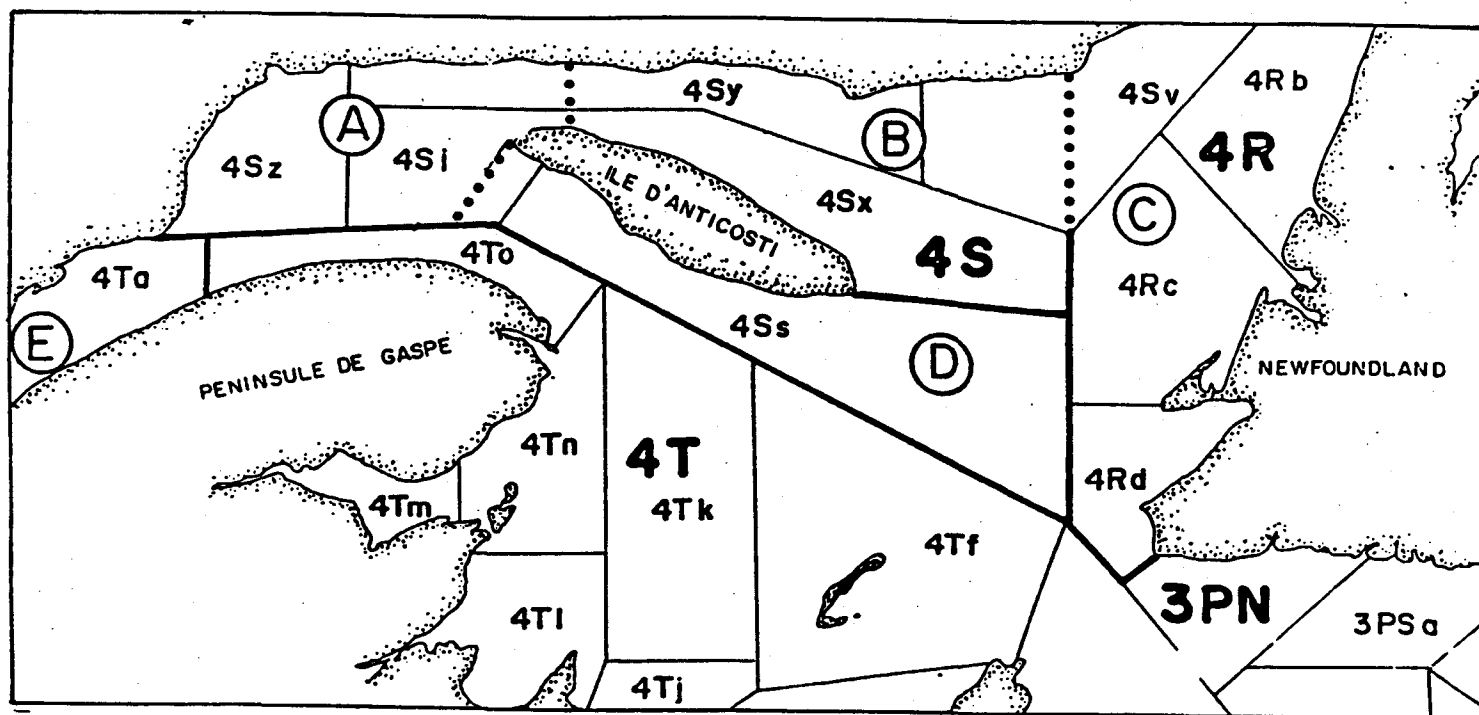 4Sy
4Sv
4Rb
A
B
4R
4Sz
4Si
ILE D'ANTICOSTI
4Sx
C
4S
4Ta
4To
4Rc
4Ss
E
D
PENINSULE DE GASPE
NEWFOUNDLAND
4Tn
4T
4Rd
4Tm
4Tk
4Tf
3PN
4Tl
3PSa
4Tj